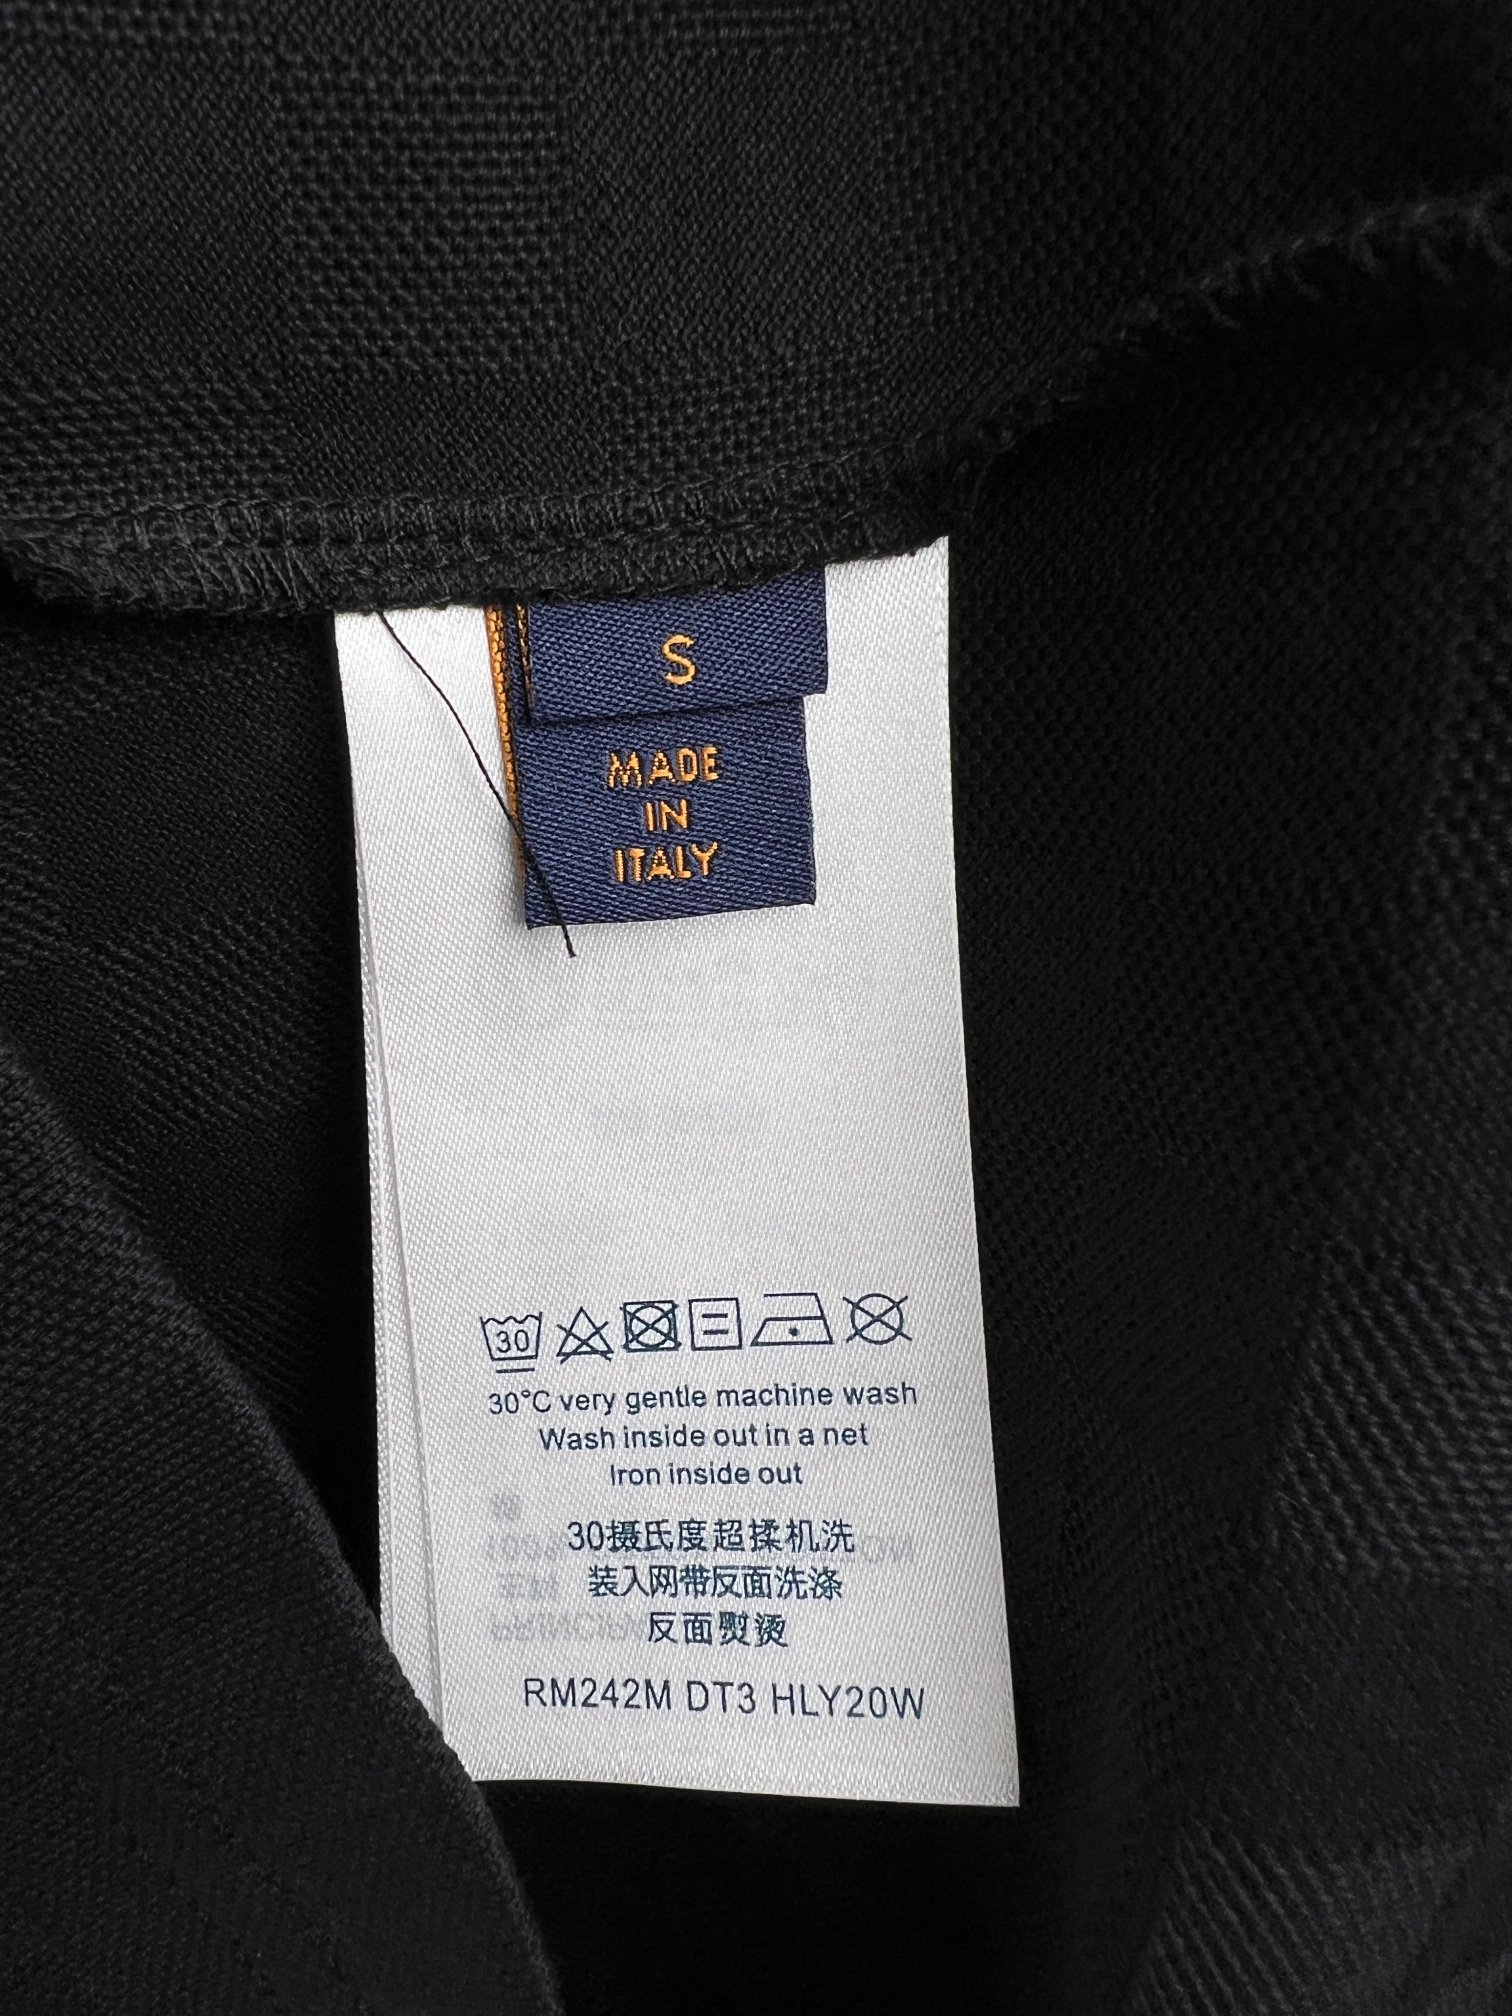 S
MADE
IN
ITALY
30
30°C very gentle machine wash
Wash inside out in a net
Iron inside out
30摄氏度超揉机洗
装入网带反面洗涤
反面熨烫
RM242M DT3 HLY20W